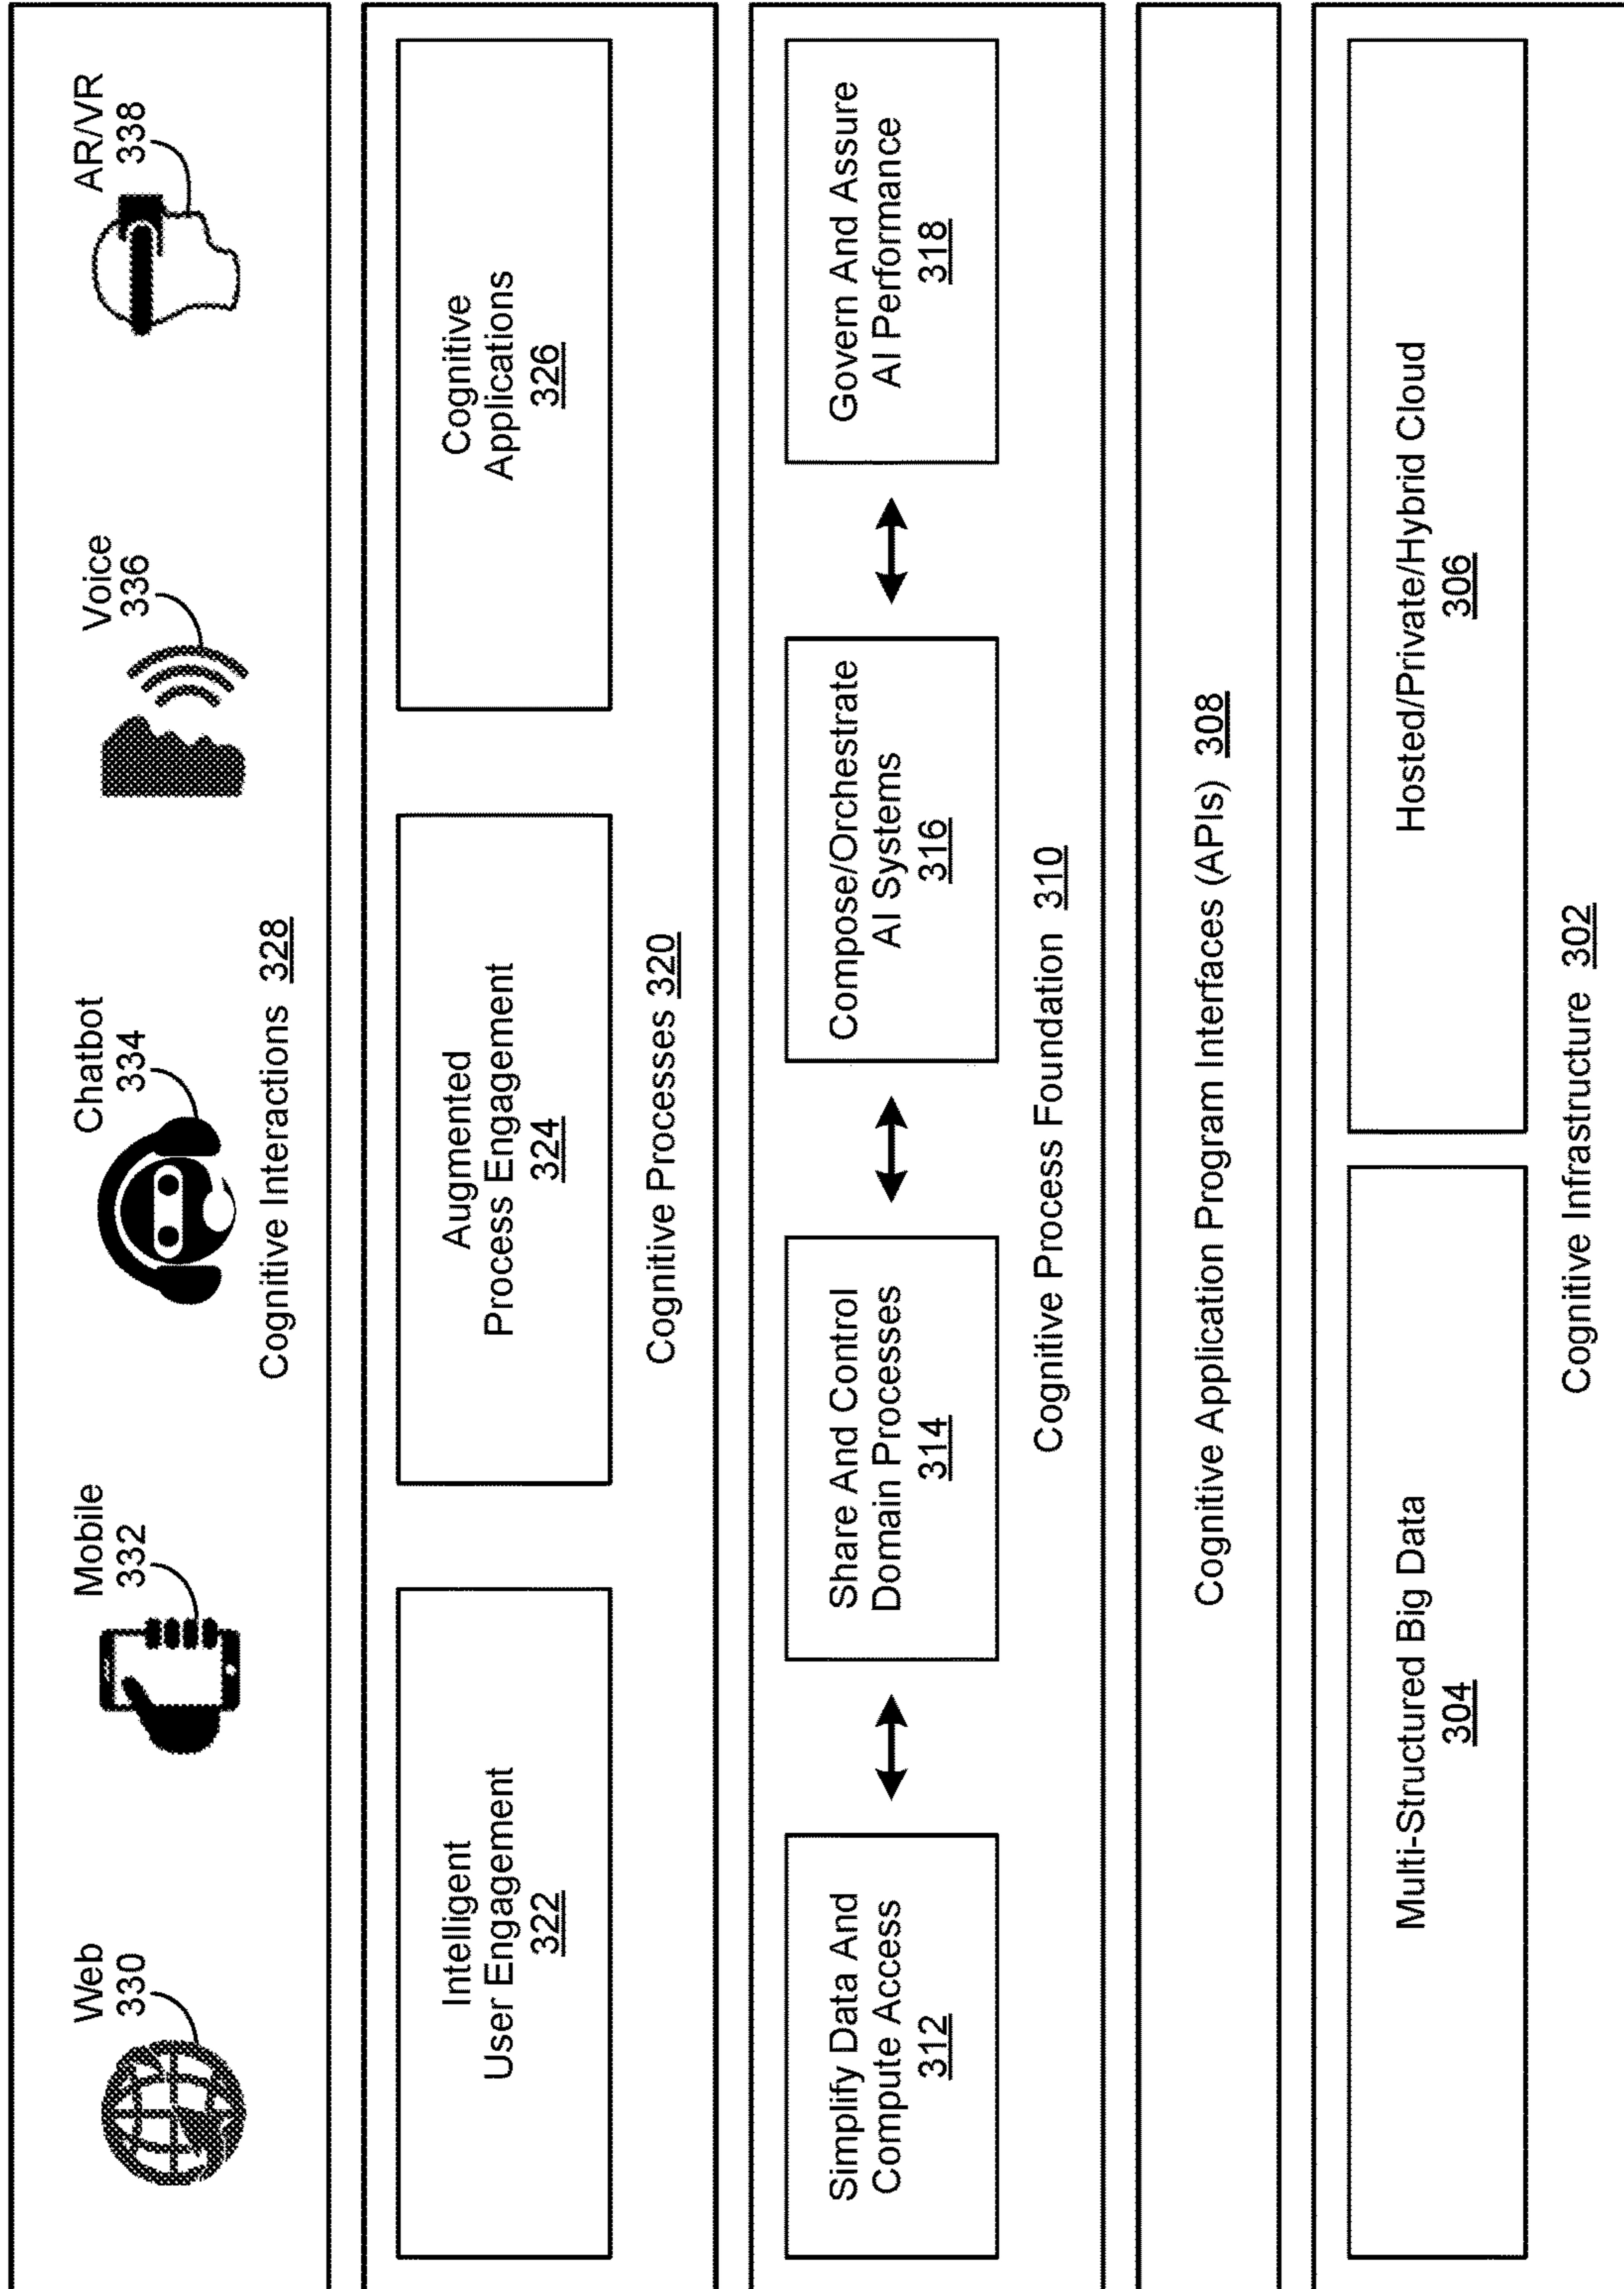 Web
330
Mobile
332
Chatbot
334
Voice
336
AR/VR
338
Cognitive Interactions 328
Intelligent
User Engagement
322
Augmented
Process Engagement
324
Cognitive
Applications
326
Cognitive Processes 320
Simplify Data And
Compute Access
312
Share And Control
Domain Processes
314
Compose/Orchestrate
AI Systems
316
Govern And Assure
AI Performance
318
Cognitive Process Foundation 310
Cognitive Application Program Interfaces (APIs) 308
Multi-Structured Big Data
304
Hosted/Private/Hybrid Cloud
306
Cognitive Infrastructure 302